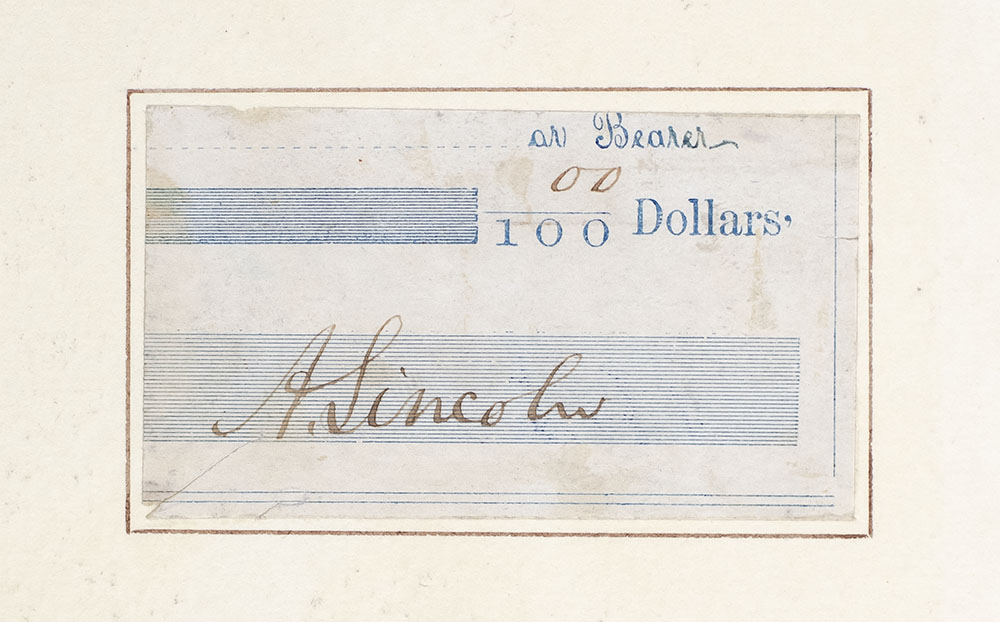 or Bearer
00
100 Dollars,
A. Lincoln